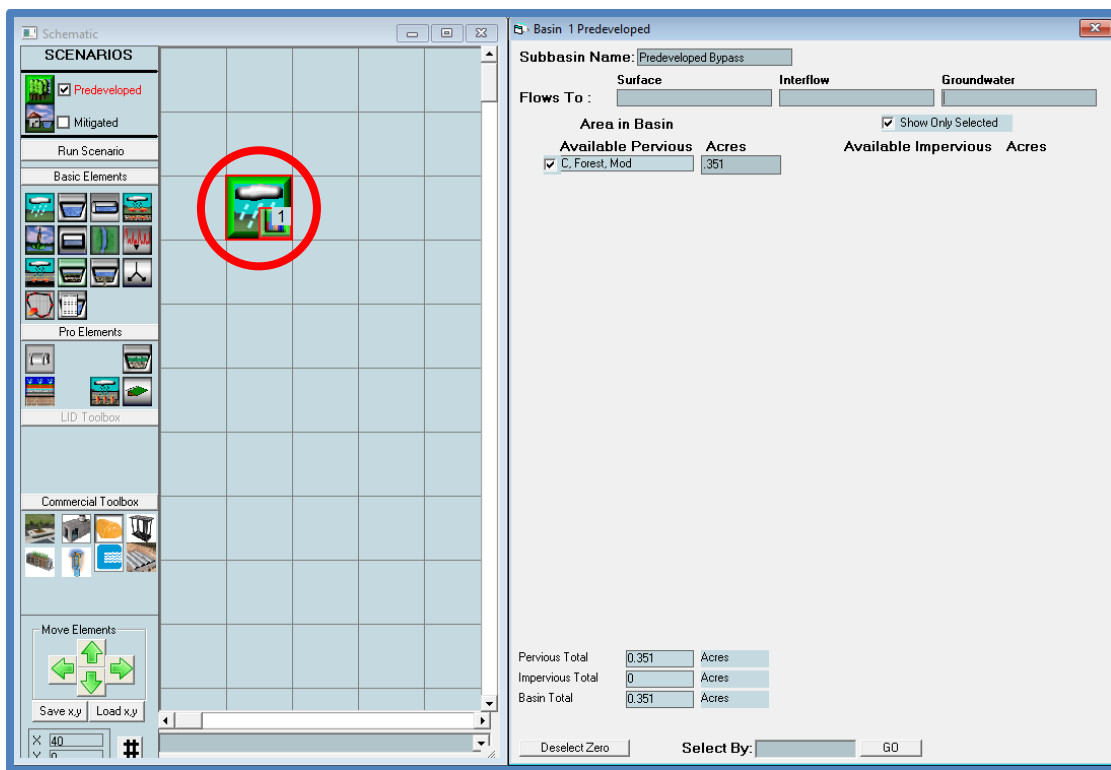 Schematic
SCENARIOS
Predeveloped
Mitigated
Run Scenario
Basic Elements
Pro Elements
LID Toolbox
Commercial Toolbox
Move Elements
Save x,y Load x,y
X 40
Y 0
#
1
Basin 1 Predeveloped
Subbasin Name: Predeveloped Bypass
Surface Interflow Groundwater
Flows To :
Area in Basin Show Only Selected
Available Pervious Acres Available Impervious Acres
C, Forest, Mod .351
Pervious Total 0.351 Acres
Impervious Total 0 Acres
Basin Total 0.351 Acres
Deselect Zero Select By: GO